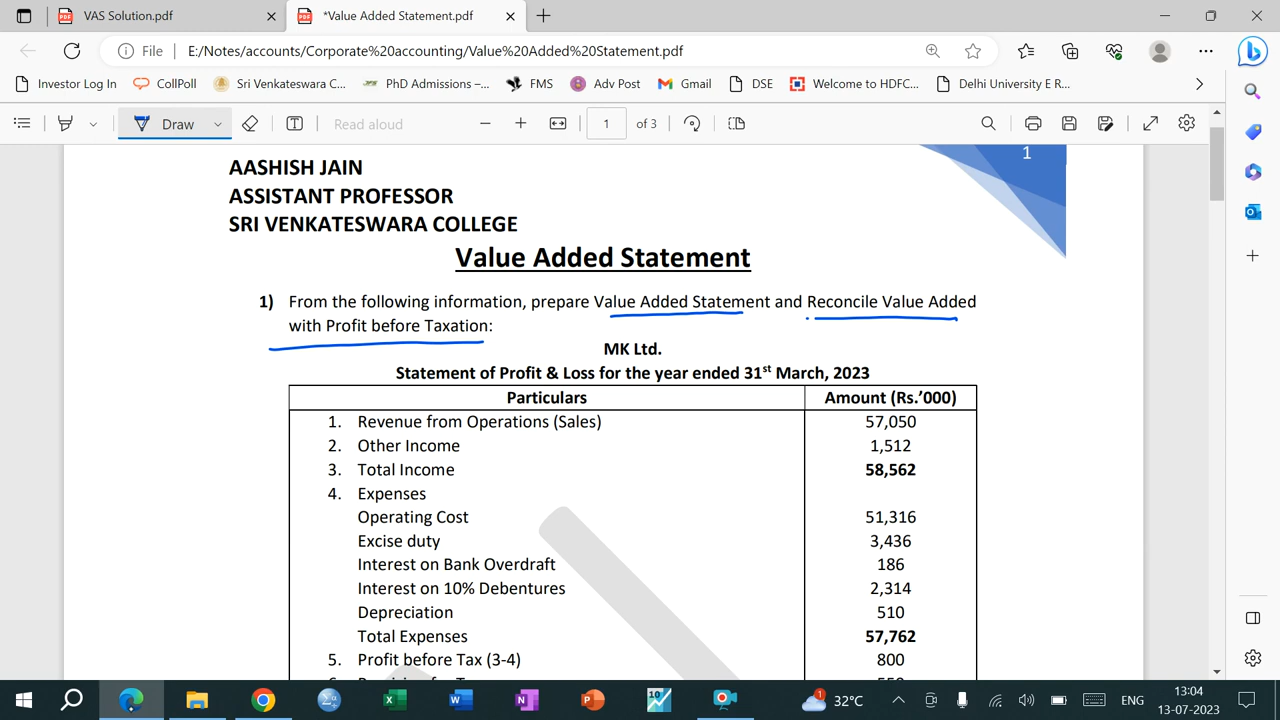 VAS Solution.pdf
*Value Added Statement.pdf
File E:/Notes/accounts/Corporate%20accounting/Value%20Added%20Statement.pdf
Investor Login CollPoll Sri Venkateswara C... PhD Admissions –... FMS Adv Post Gmail DSE Welcome to HDFC... Delhi University E R...
Draw Read aloud 1 of 3
1
AASHISH JAIN
ASSISTANT PROFESSOR
SRI VENKATESWARA COLLEGE
Value Added Statement
1) From the following information, prepare Value Added Statement and Reconcile Value Added
with Profit before Taxation:
MK Ltd.
Statement of Profit & Loss for the year ended 31st March, 2023
Particulars Amount (Rs.'000)
1. Revenue from Operations (Sales) 57,050
2. Other Income 1,512
3. Total Income 58,562
4. Expenses
Operating Cost 51,316
Excise duty 3,436
Interest on Bank Overdraft 186
Interest on 10% Debentures 2,314
Depreciation 510
Total Expenses 57,762
5. Profit before Tax (3-4) 800
32°C ENG 13:04
13-07-2023